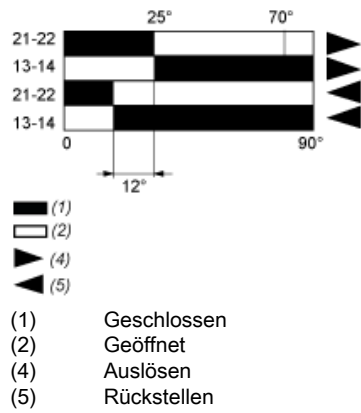 25° 70°
21-22
13-14
21-22
13-14
0 90°
12°
(1)
(2)
(4)
(5)
(1) Geschlossen
(2) Geöffnet
(4) Auslösen
(5) Rückstellen